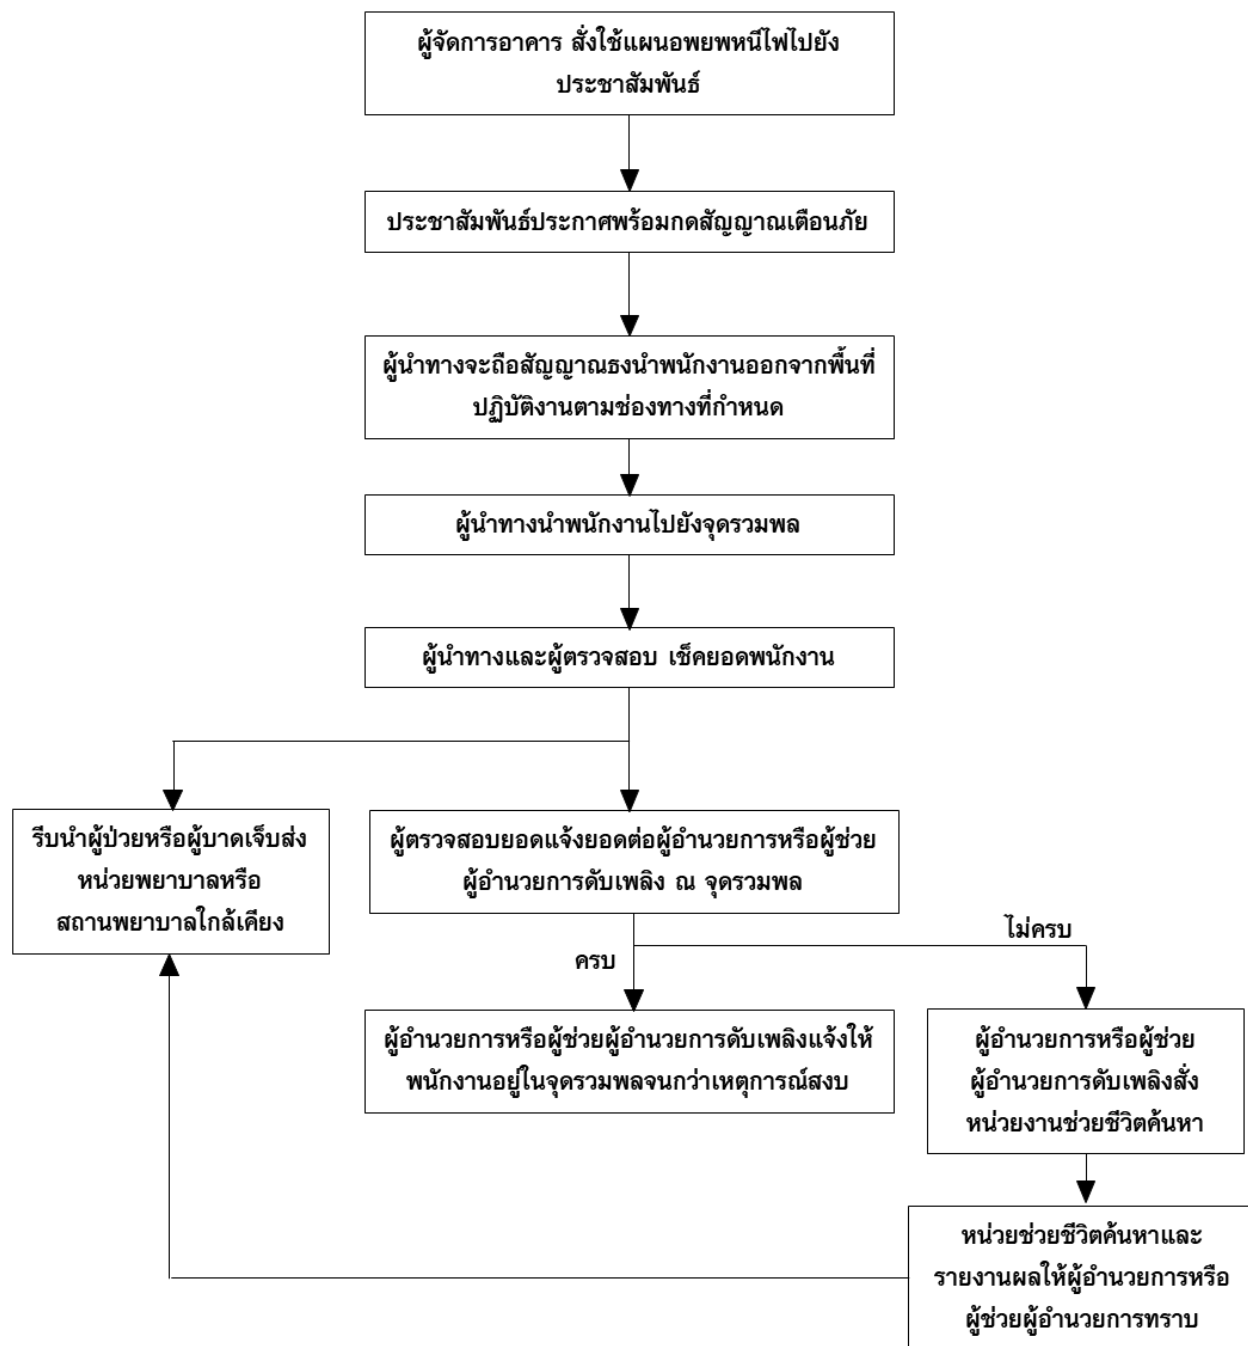 ผู้จัดการอาคาร สั่งใช้แผนอพยพหนีไฟไปยัง
ประชาสัมพันธ์
ประชาสัมพันธ์ประกาศพร้อมกดสัญญาณเตือนภัย
ผู้นำทางจะถือสัญญาณธงนำพนักงานออกจากพื้นที่
ปฏิบัติงานตามช่องทางที่กำหนด
ผู้นำทางนำพนักงานไปยังจุดรวมพล
ผู้นำทางและผู้ตรวจสอบ เช็คยอดพนักงาน
รีบนำผู้ป่วยหรือผู้บาดเจ็บส่ง
หน่วยพยาบาลหรือ
สถานพยาบาลใกล้เคียง
ผู้ตรวจสอบยอดแจ้งยอดต่อผู้อำนวยการหรือผู้ช่วย
ผู้อำนวยการดับเพลิง ณ จุดรวมพล
ไม่ครบ
ครบ
ผู้อำนวยการหรือผู้ช่วยผู้อำนวยการดับเพลิงแจ้งให้
พนักงานอยู่ในจุดรวมพลจนกว่าเหตุการณ์สงบ
ผู้อำนวยการหรือผู้ช่วย
ผู้อำนวยการดับเพลิงสั่ง
หน่วยงานช่วยชีวิตค้นหา
หน่วยช่วยชีวิตค้นหาและ
รายงานผลให้ผู้อำนวยการหรือ
ผู้ช่วยผู้อำนวยการทราบ